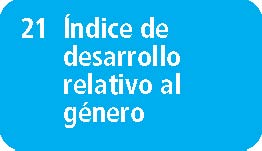 21 Índice de
desarrollo
relativo al
género